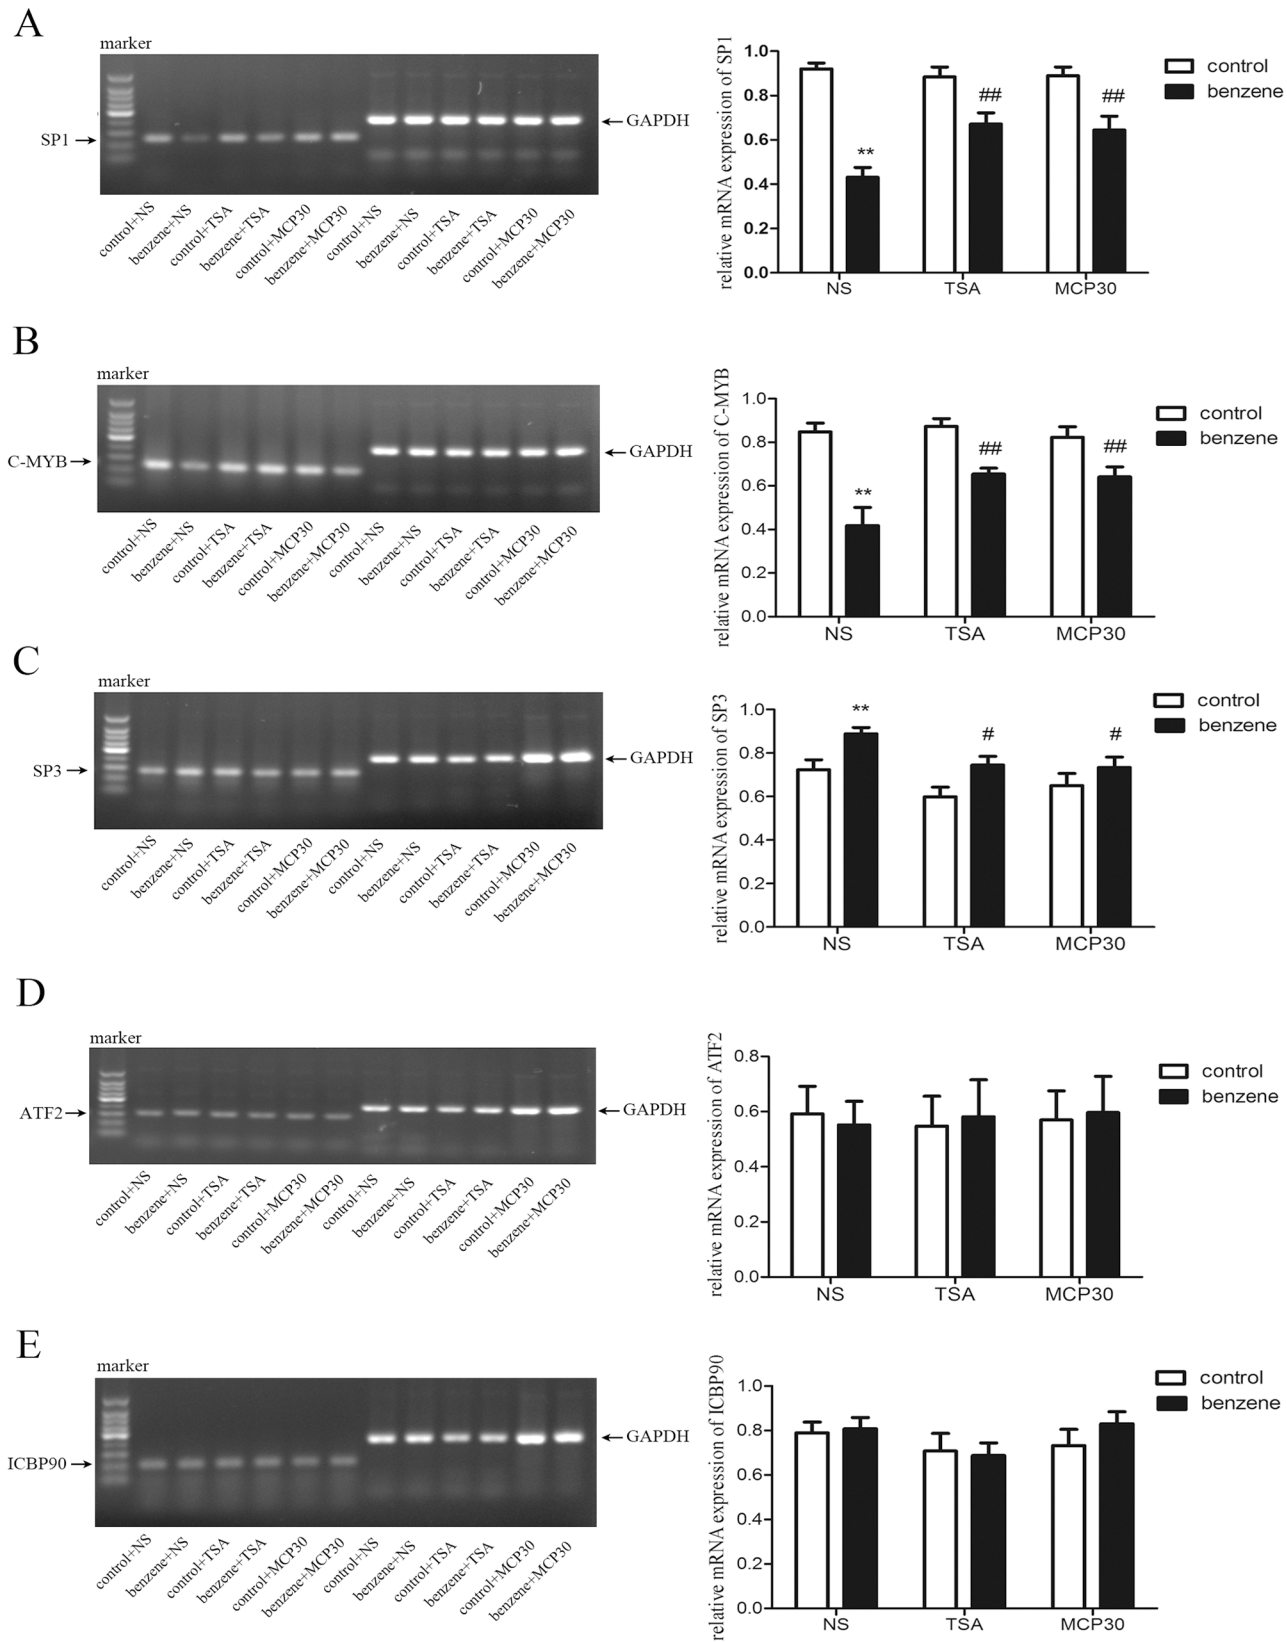 A
marker
SP1
GAPDH
control+NS
benzene+NS
control+TSA
benzene+TSA
control+MCP30
benzene+MCP30
control+NS
benzene+NS
control+TSA
benzene+TSA
control+MCP30
benzene+MCP30
relative mRNA expression of SP1
1.0
0.8
0.6
0.4
0.2
0.0
**
##
##
NS
TSA
MCP30
control
benzene
B
marker
C-MYB
GAPDH
control+NS
benzene+NS
control+TSA
benzene+TSA
control+MCP30
benzene+MCP30
control+NS
benzene+NS
control+TSA
benzene+TSA
control+MCP30
benzene+MCP30
relative mRNA expression of C-MYB
1.0
0.8
0.6
0.4
0.2
0.0
**
##
##
NS
TSA
MCP30
control
benzene
C
marker
SP3
GAPDH
control+NS
benzene+NS
control+TSA
benzene+TSA
control+MCP30
benzene+MCP30
control+NS
benzene+NS
control+TSA
benzene+TSA
control+MCP30
benzene+MCP30
relative mRNA expression of SP3
1.0
0.8
0.6
0.4
0.2
0.0
**
#
#
NS
TSA
MCP30
control
benzene
D
marker
ATF2
GAPDH
control+NS
benzene+NS
control+TSA
benzene+TSA
control+MCP30
benzene+MCP30
control+NS
benzene+NS
control+TSA
benzene+TSA
control+MCP30
benzene+MCP30
relative mRNA expression of ATF2
0.8
0.6
0.4
0.2
0.0
NS
TSA
MCP30
control
benzene
E
marker
ICBP90
GAPDH
control+NS
benzene+NS
control+TSA
benzene+TSA
control+MCP30
benzene+MCP30
control+NS
benzene+NS
control+TSA
benzene+TSA
control+MCP30
benzene+MCP30
relative mRNA expression of ICBP90
1.0
0.8
0.6
0.4
0.2
0.0
NS
TSA
MCP30
control
benzene